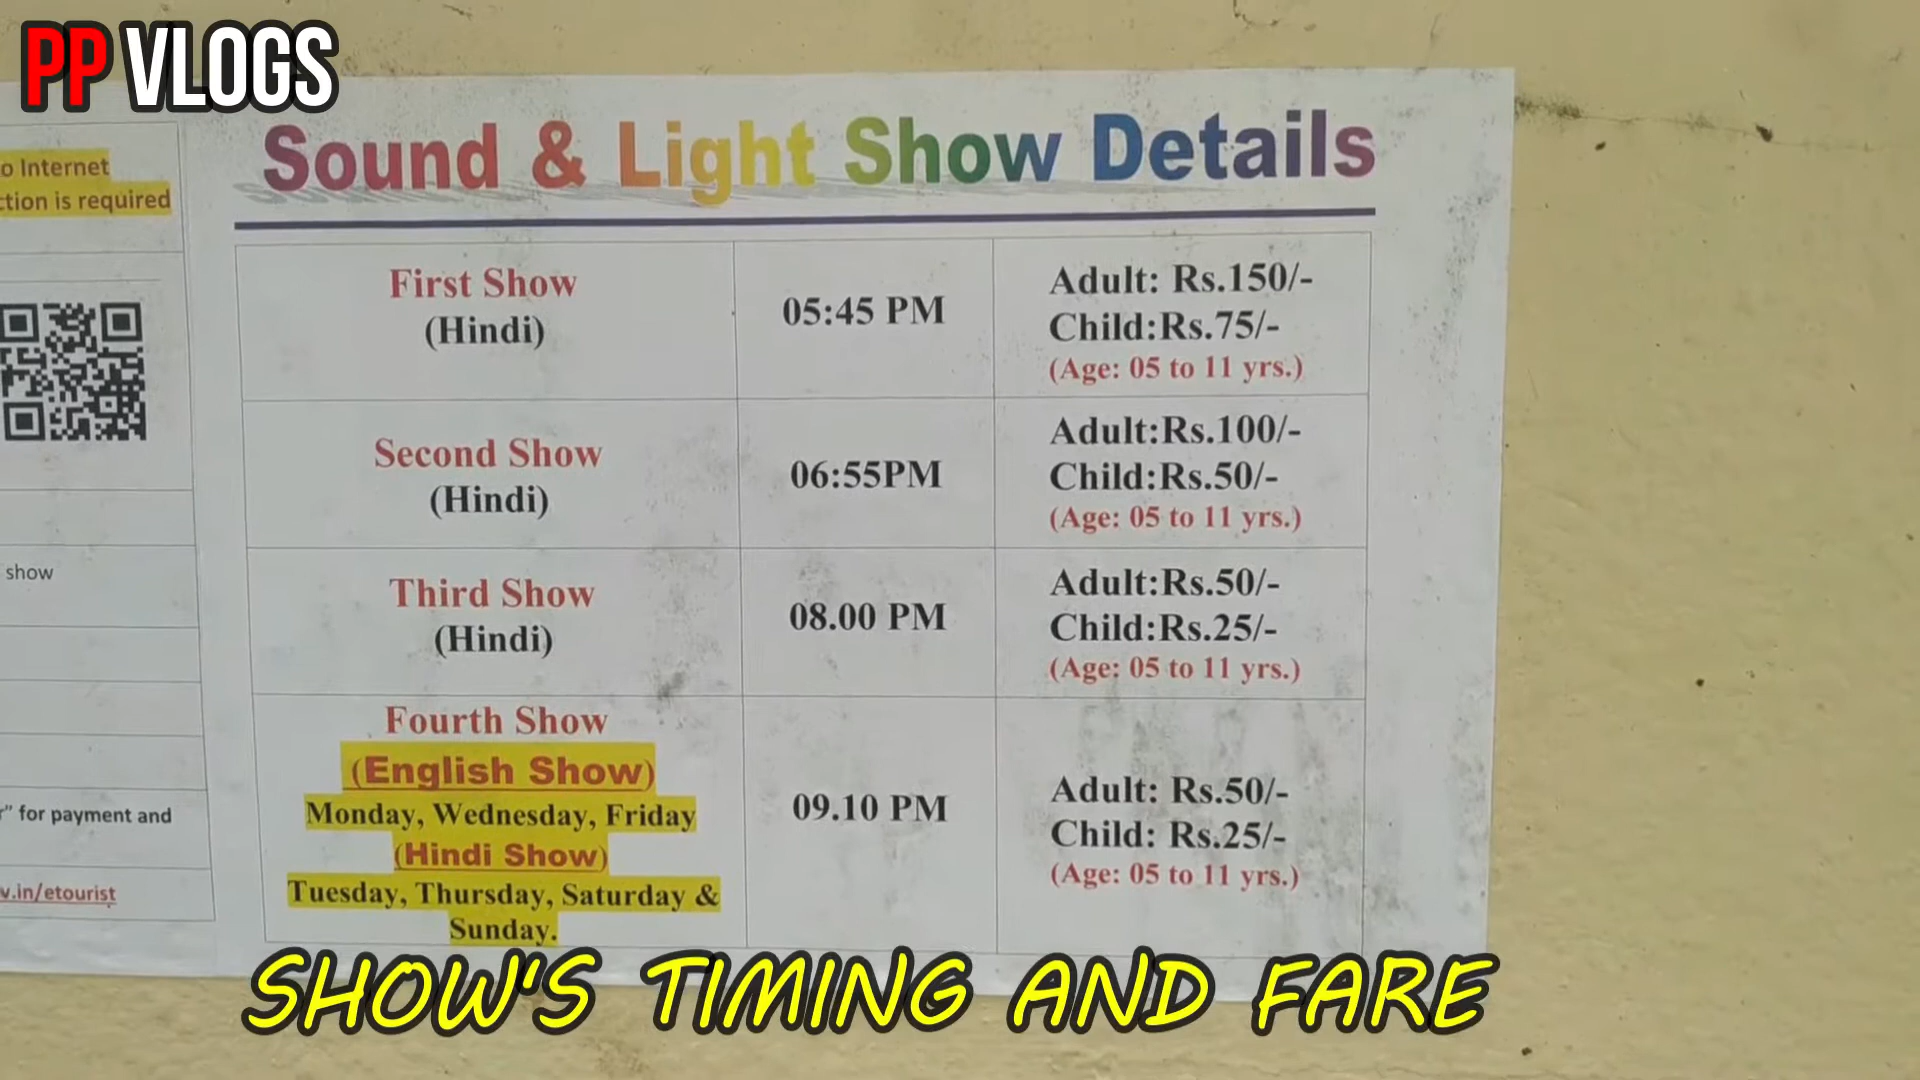 PP VLOGS
o Internet
ction is required
show
" for payment and
v.in/etourist
Sound & Light Show Details
First Show
(Hindi)
05:45 PM
Adult: Rs.150/-
Child:Rs.75/-
(Age: 05 to 11 yrs.)
Second Show
(Hindi)
06:55PM
Adult:Rs.100/-
Child:Rs.50/-
(Age: 05 to 11 yrs.)
Third Show
(Hindi)
08.00 PM
Adult:Rs.50/-
Child:Rs.25/-
(Age: 05 to 11 yrs.)
Fourth Show
(English Show)
Monday, Wednesday, Friday
(Hindi Show)
Tuesday, Thursday, Saturday &
Sunday.
09.10 PM
Adult: Rs.50/-
Child: Rs.25/-
(Age: 05 to 11 yrs.)
SHOW'S TIMING AND FARE